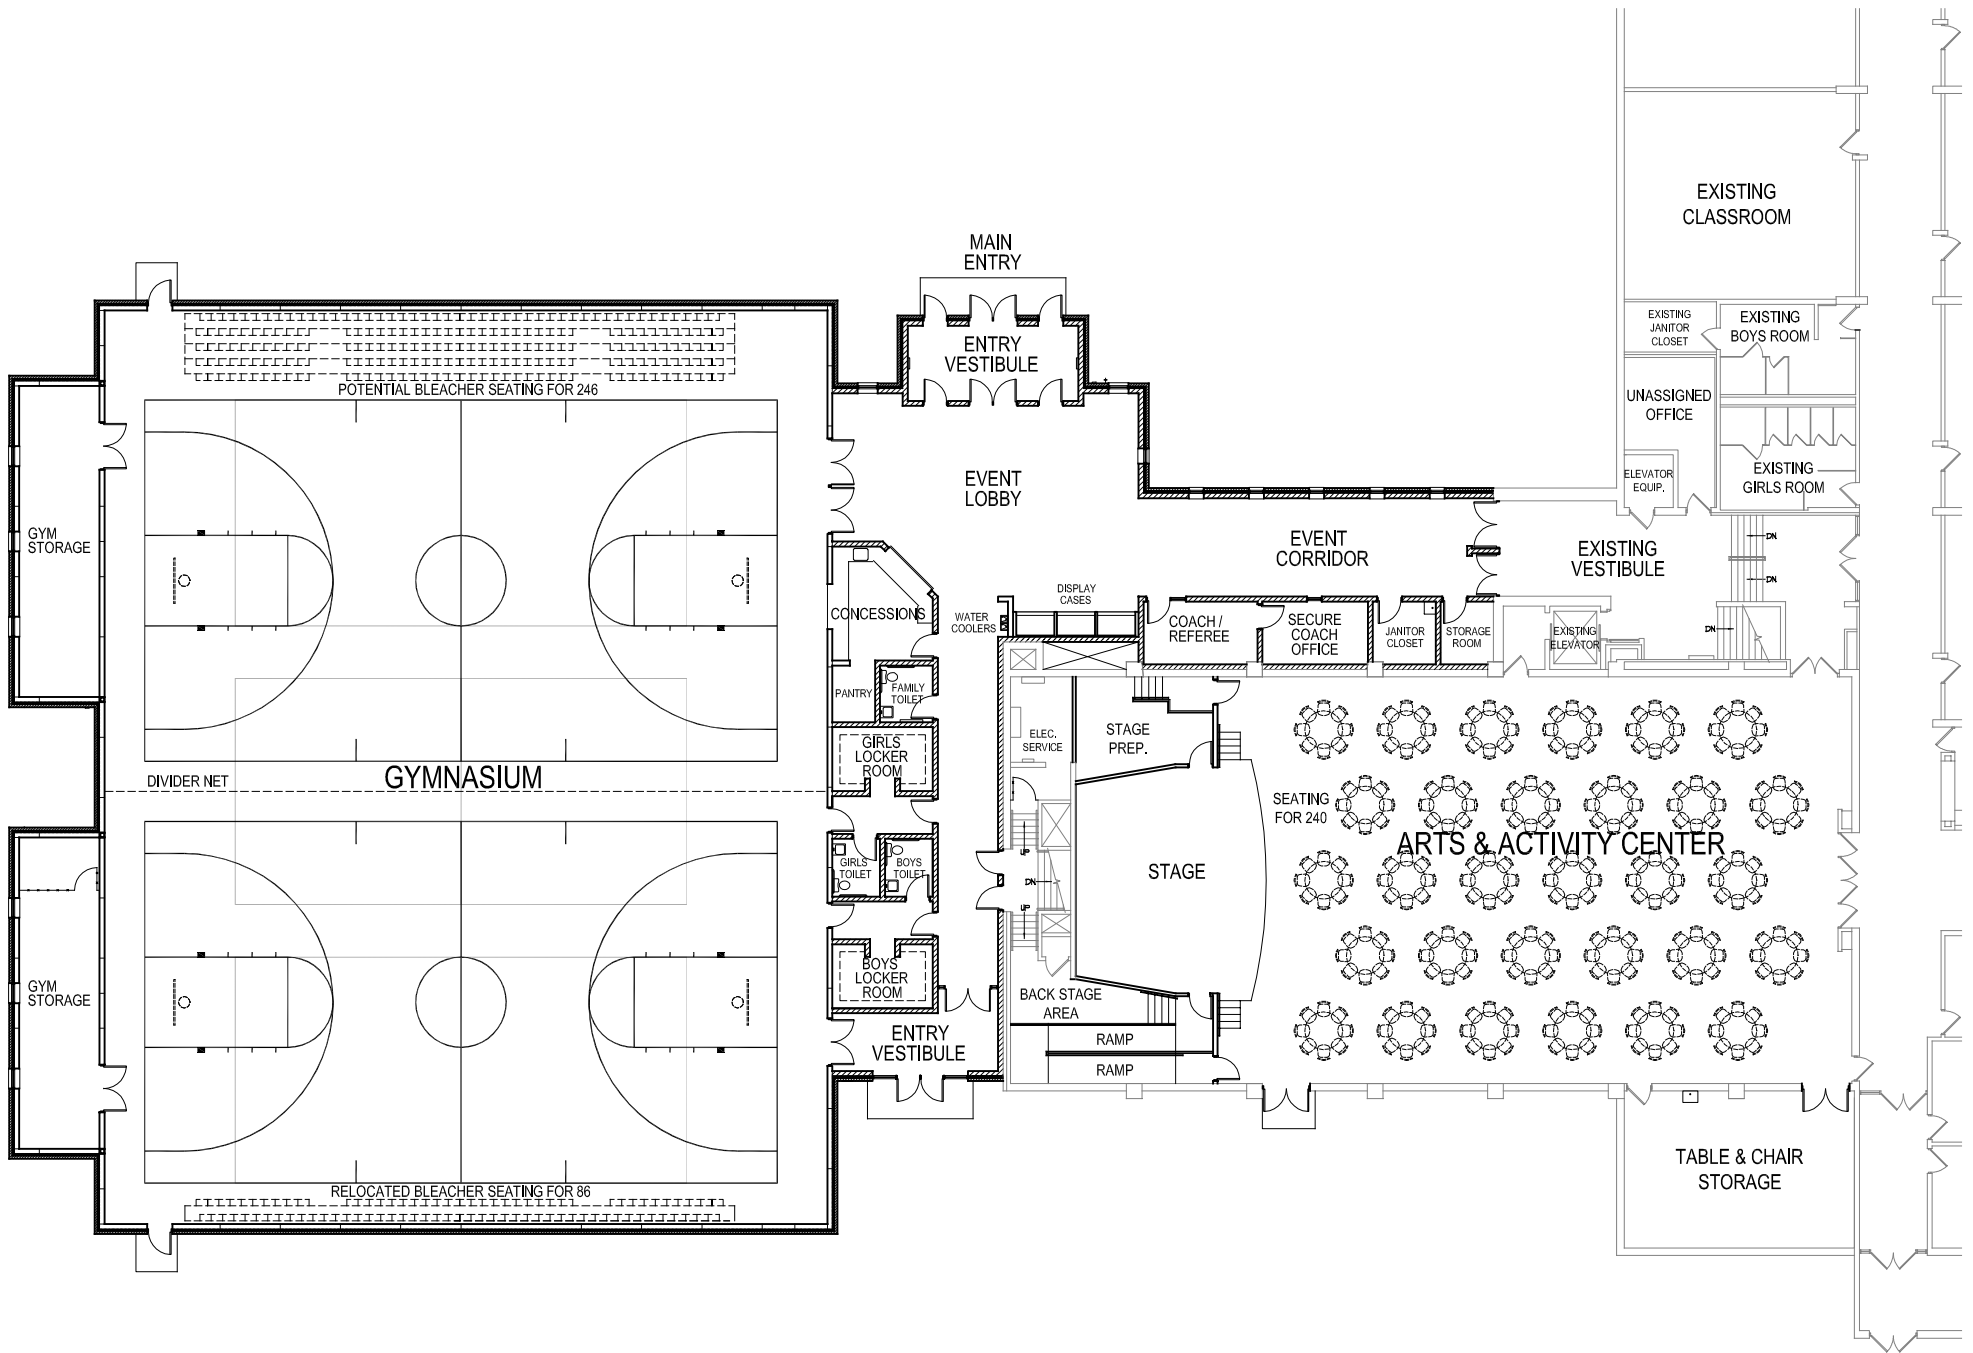 EXISTING
CLASSROOM
MAIN
ENTRY
EXISTING
JANITOR
CLOSET
EXISTING
BOYS ROOM
ENTRY
VESTIBULE
POTENTIAL BLEACHER SEATING FOR 246
UNASSIGNED
OFFICE
EVENT
LOBBY
ELEVATOR
EQUIP.
EXISTING
GIRLS ROOM
GYM
STORAGE
EVENT
CORRIDOR
EXISTING
VESTIBULE
DN
DN
CONCESSIONS
WATER
COOLERS
DISPLAY
CASES
COACH /
REFEREE
SECURE
COACH
OFFICE
JANITOR
CLOSET
STORAGE
ROOM
EXISTING
ELEVATOR
DN
PANTRY
FAMILY
TOILET
ELEC.
SERVICE
STAGE
PREP.
GIRLS
LOCKER
ROOM
DIVIDER NET
GYMNASIUM
SEATING
FOR 240
ARTS & ACTIVITY CENTER
GIRLS
TOILET
BOYS
TOILET
UP
DN
UP
STAGE
GYM
STORAGE
BOYS
LOCKER
ROOM
BACK STAGE
AREA
ENTRY
VESTIBULE
RAMP
RAMP
TABLE & CHAIR
STORAGE
RELOCATED BLEACHER SEATING FOR 86